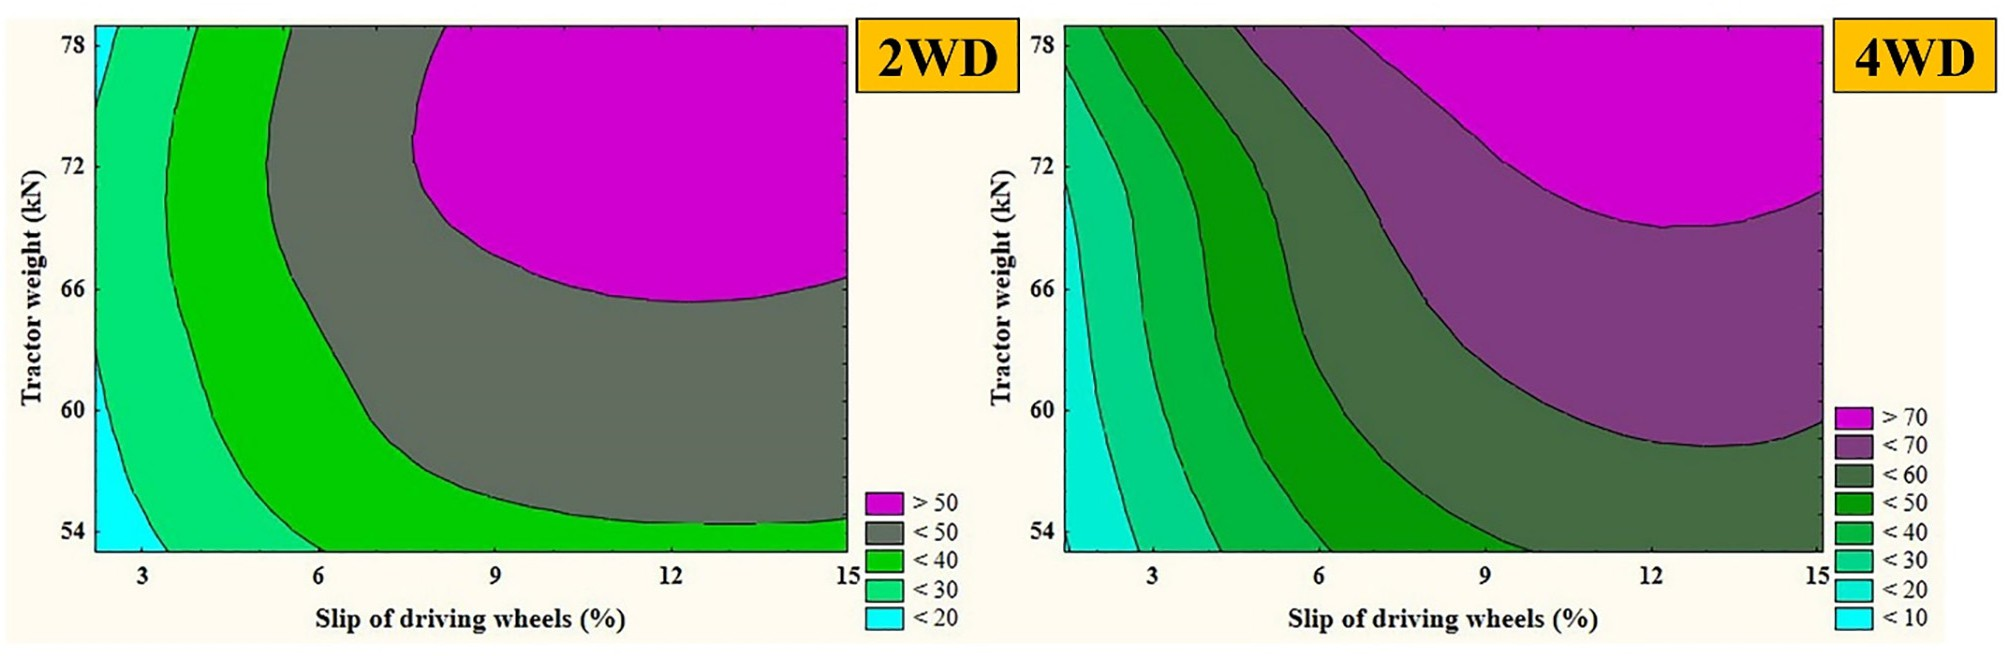 2WD
78
72
66
60
54
Tractor weight (kN)
3 6 9 12 15
Slip of driving wheels (%)
> 50
< 50
< 40
< 30
< 20
4WD
78
72
66
60
54
Tractor weight (kN)
3 6 9 12 15
Slip of driving wheels (%)
> 70
< 70
< 60
< 50
< 40
< 30
< 20
< 10